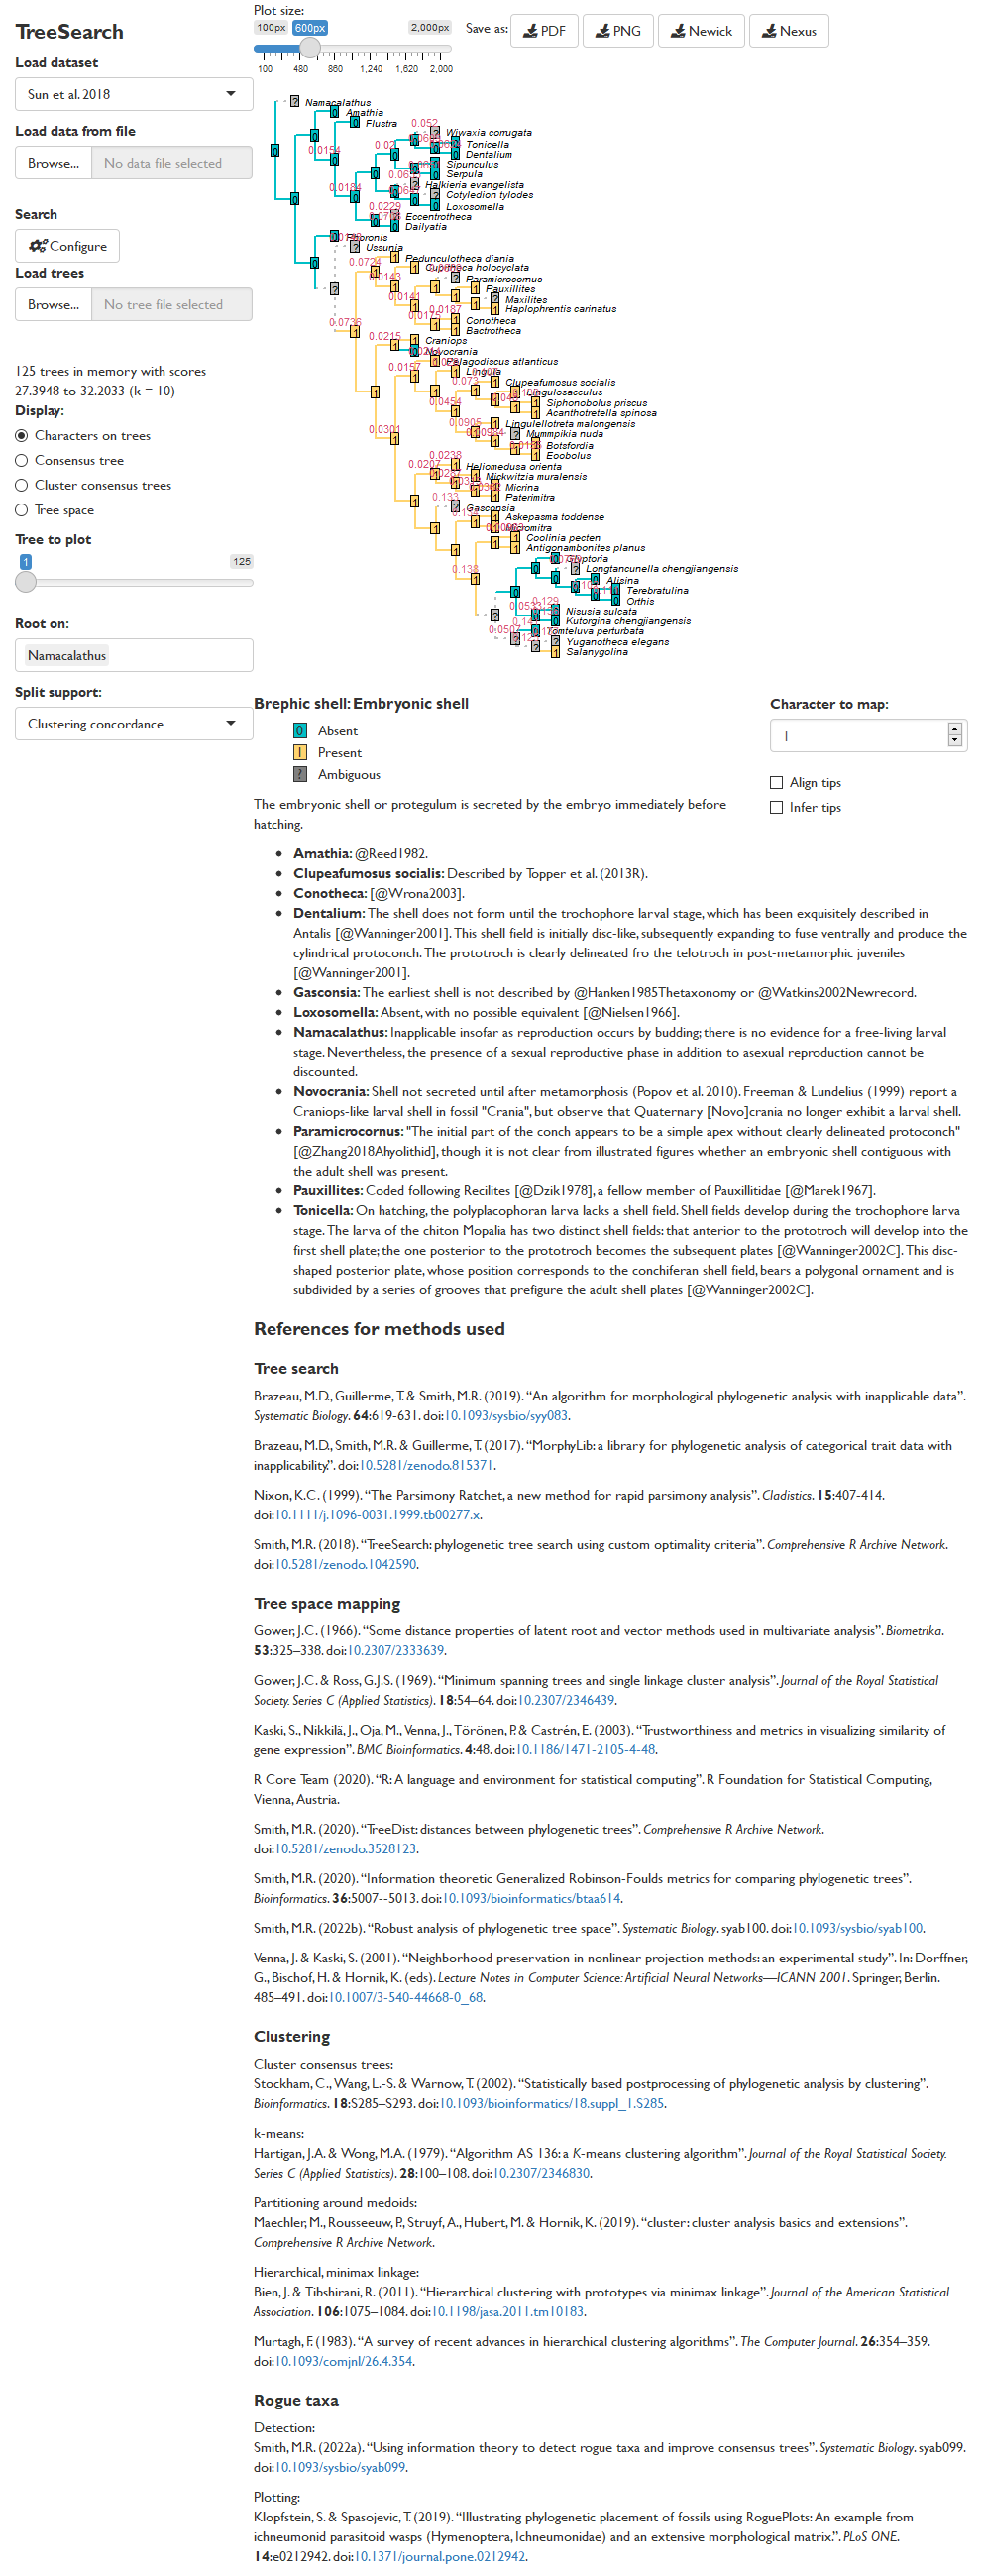 TreeSearch
Load dataset
Sun et al. 2018
Load data from file
Browse...
No data file selected
Search
Configure
Load trees
Browse...
No tree file selected
125 trees in memory with scores
27.3948 to 32.2033 (k = 10)
Display:
Characters on trees
Consensus tree
Cluster consensus trees
Tree space
Tree to plot
1
125
Root on:
Namacalathus
Split support:
Clustering concordance
Plot size:
100px
600px
2,000px
100 480 860 1,240 1,620 2,000
Save as:
PDF
PNG
Newick
Nexus
Namacalathus
Amathia
Flustra
Wiwaxia corrugata
Tonicella
Dentalium
Sipunculus
Serpula
Halkieria evangelista
Cotyledion tylodes
Loxosomella
Eccentrotheca
Dailyatia
Ussunia
Pedunculotheca diania
Cupitheca holocyclata
Paramicrocornus
Pauxillites
Maxilites
Haplophrentis carinatus
Conotheca
Bactrotheca
Craniops
Novocrania
Pelagodiscus atlanticus
Lingula
Clupeafumosus socialis
Lingulosacculus
Siphonobolus priscus
Acanthotretella spinosa
Lingulellotreta malongensis
Mummpikia nuda
Botsfordia
Eoobolus
Heliomedusa orienta
Mickwitzia muralensis
Micrina
Paterimitra
Gasconsia
Askepasma toddense
Micromitra
Coolinia pecten
Antigonambonites planus
Glyptoria
Longtancunella chengjiangensis
Alisina
Terebratulina
Orthis
Nisusia sulcata
Kutorgina chengjiangensis
Tomteluva perturbata
Yuganotheca elegans
Salanygolina
Brephic shell: Embryonic shell
0 Absent
1 Present
? Ambiguous
Character to map:
1
Align tips
Infer tips
The embryonic shell or protegulum is secreted by the embryo immediately before
hatching.
Amathia: @Reed1982.
Clupeafumosus socialis: Described by Topper et al. (2013R).
Conotheca: [@Wrona2003].
Dentalium: The shell does not form until the trochophore larval stage, which has been exquisitely described in
Antalis [@Wanninger2001]. This shell field is initially disc-like, subsequently expanding to fuse ventrally and produce the
cylindrical protoconch. The prototroch is clearly delineated fro the telotroch in post-metamorphic juveniles
[@Wanninger2001].
Gasconsia: The earliest shell is not described by @Hanken1985Thetaxonomy or @Watkins2002Newrecord.
Loxosomella: Absent, with no possible equivalent [@Nielsen1966].
Namacalathus: Inapplicable insofar as reproduction occurs by budding; there is no evidence for a free-living larval
stage. Nevertheless, the presence of a sexual reproductive phase in addition to asexual reproduction cannot be
discounted.
Novocrania: Shell not secreted until after metamorphosis (Popov et al. 2010). Freeman & Lundelius (1999) report a
Craniops-like larval shell in fossil "Crania", but observe that Quaternary [Novo]crania no longer exhibit a larval shell.
Paramicrocornus: "The initial part of the conch appears to be a simple apex without clearly delineated protoconch"
[@Zhang2018Ahyolithid], though it is not clear from illustrated figures whether an embryonic shell contiguous with
the adult shell was present.
Pauxillites: Coded following Recilites [@Dzik1978], a fellow member of Pauxillitidae [@Marek1967].
Tonicella: On hatching, the polyplacophoran larva lacks a shell field. Shell fields develop during the trochophore larva
stage. The larva of the chiton Mopalia has two distinct shell fields: that anterior to the prototroch will develop into the
first shell plate; the one posterior to the prototroch becomes the subsequent plates [@Wanninger2002C]. This disc-
shaped posterior plate, whose position corresponds to the conchiferan shell field, bears a polygonal ornament and is
subdivided by a series of grooves that prefigure the adult shell plates [@Wanninger2002C].
References for methods used
Tree search
Brazeau, M.D., Guillerme, T. & Smith, M.R. (2019). “An algorithm for morphological phylogenetic analysis with inapplicable data”.
Systematic Biology. 64:619-631. doi:10.1093/sysbio/syy083.
Brazeau, M.D., Smith, M.R. & Guillerme, T. (2017). “MorphyLib: a library for phylogenetic analysis of categorical trait data with
inapplicability.”. doi:10.5281/zenodo.815371.
Nixon, K.C. (1999). “The Parsimony Ratchet, a new method for rapid parsimony analysis”. Cladistics. 15:407-414.
doi:10.1111/j.1096-0031.1999.tb00277.x.
Smith, M.R. (2018). “TreeSearch: phylogenetic tree search using custom optimality criteria”. Comprehensive R Archive Network.
doi:10.5281/zenodo.1042590.
Tree space mapping
Gower, J.C. (1966). “Some distance properties of latent root and vector methods used in multivariate analysis”. Biometrika.
53:325–338. doi:10.2307/2333639.
Gower, J.C. & Ross, G.J.S. (1969). “Minimum spanning trees and single linkage cluster analysis”. Journal of the Royal Statistical
Society. Series C (Applied Statistics). 18:54–64. doi:10.2307/2346439.
Kaski, S., Nikkilä, J., Oja, M., Venna, J., Törönen, P. & Castrén, E. (2003). “Trustworthiness and metrics in visualizing similarity of
gene expression”. BMC Bioinformatics. 4:48. doi:10.1186/1471-2105-4-48.
R Core Team (2020). “R: A language and environment for statistical computing”. R Foundation for Statistical Computing,
Vienna, Austria.
Smith, M.R. (2020). “TreeDist: distances between phylogenetic trees”. Comprehensive R Archive Network.
doi:10.5281/zenodo.3528123.
Smith, M.R. (2020). “Information theoretic Generalized Robinson-Foulds metrics for comparing phylogenetic trees”.
Bioinformatics. 36:5007--5013. doi:10.1093/bioinformatics/btaa614.
Smith, M.R. (2022b). “Robust analysis of phylogenetic tree space”. Systematic Biology. syab100. doi:10.1093/sysbio/syab100.
Venna, J. & Kaski, S. (2001). “Neighborhood preservation in nonlinear projection methods: an experimental study”. In: Dorffner,
G., Bischof, H. & Hornik, K. (eds). Lecture Notes in Computer Science: Artificial Neural Networks—ICANN 2001. Springer, Berlin.
485–491. doi:10.1007/3-540-44668-0_68.
Clustering
Cluster consensus trees:
Stockham, C., Wang, L.-S. & Warnow, T. (2002). “Statistically based postprocessing of phylogenetic analysis by clustering”.
Bioinformatics. 18:S285–S293. doi:10.1093/bioinformatics/18.suppl_1.S285.
k-means:
Hartigan, J.A. & Wong, M.A. (1979). “Algorithm AS 136: a K-means clustering algorithm”. Journal of the Royal Statistical Society.
Series C (Applied Statistics). 28:100–108. doi:10.2307/2346830.
Partitioning around medoids:
Maechler, M., Rousseeuw, P., Struyf, A., Hubert, M. & Hornik, K. (2019). “cluster: cluster analysis basics and extensions”.
Comprehensive R Archive Network.
Hierarchical, minimax linkage:
Bien, J. & Tibshirani, R. (2011). “Hierarchical clustering with prototypes via minimax linkage”. Journal of the American Statistical
Association. 106:1075–1084. doi:10.1198/jasa.2011.tm10183.
Murtagh, F. (1983). “A survey of recent advances in hierarchical clustering algorithms”. The Computer Journal. 26:354–359.
doi:10.1093/comjnl/26.4.354.
Rogue taxa
Detection:
Smith, M.R. (2022a). “Using information theory to detect rogue taxa and improve consensus trees”. Systematic Biology. syab099.
doi:10.1093/sysbio/syab099.
Plotting:
Klopfstein, S. & Spasojevic, T. (2019). “Illustrating phylogenetic placement of fossils using RoguePlots: An example from
ichneumonid parasitoid wasps (Hymenoptera, Ichneumonidae) and an extensive morphological matrix.”. PLoS ONE.
14:e0212942. doi:10.1371/journal.pone.0212942.